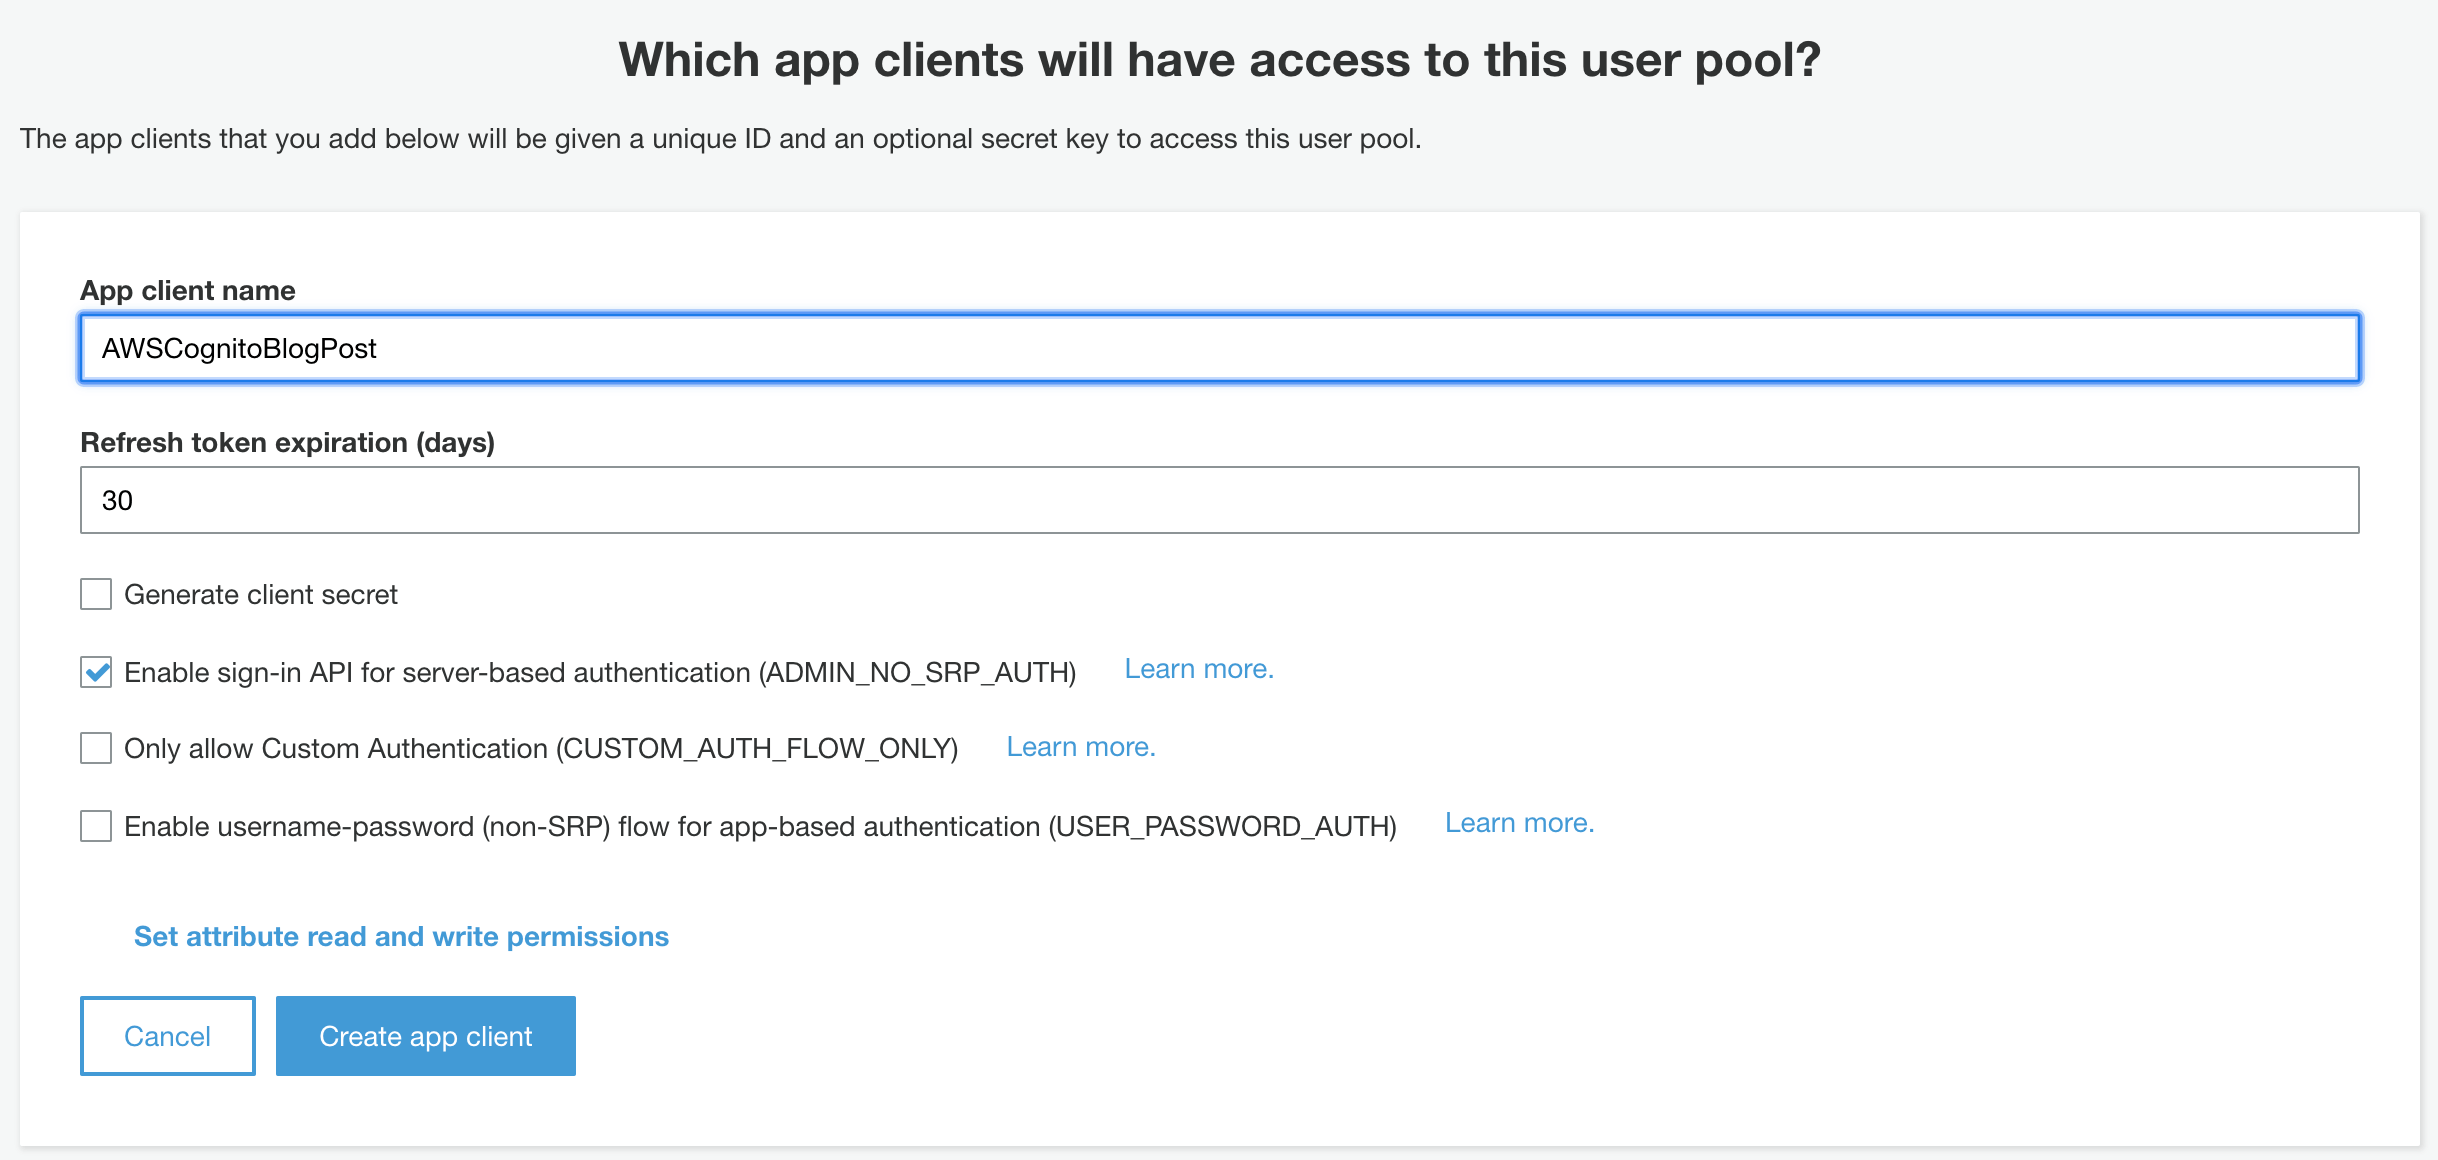 Which app clients will have access to this user pool?
The app clients that you add below will be given a unique ID and an optional secret key to access this user pool.
App client name
AWSCognitoBlogPost
Refresh token expiration (days)
30
Generate client secret
Enable sign-in API for server-based authentication (ADMIN_NO_SRP_AUTH) Learn more.
Only allow Custom Authentication (CUSTOM_AUTH_FLOW_ONLY) Learn more.
Enable username-password (non-SRP) flow for app-based authentication (USER_PASSWORD_AUTH) Learn more.
Set attribute read and write permissions
Cancel Create app client